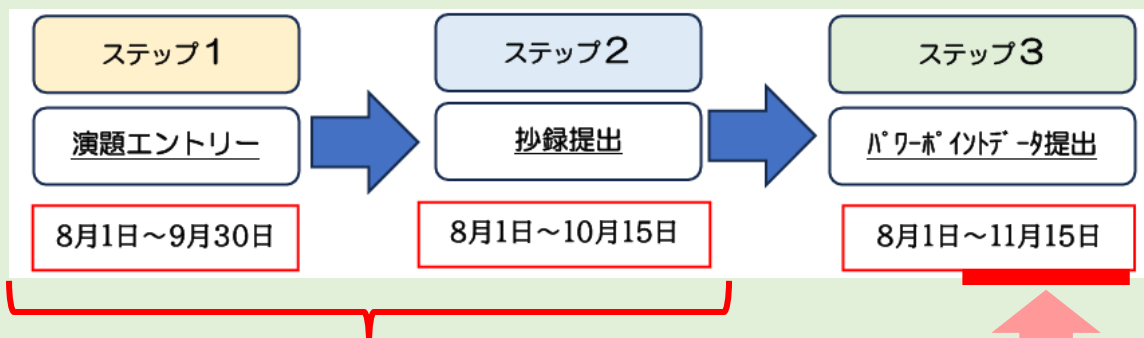 ステップ1
ステップ2
ステップ3
演題エントリー
抄録提出
ﾊﾟﾜｰﾎﾟｲﾝﾄﾃﾞｰﾀ提出
8月1日～9月30日
8月1日～10月15日
8月1日～11月15日